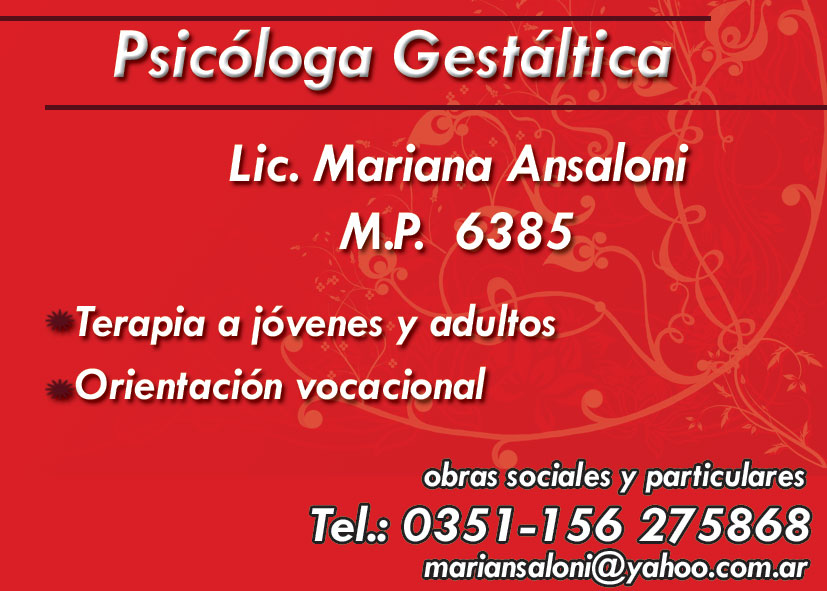 Psicóloga Gestáltica
Lic. Mariana Ansaloni
M.P. 6385
Terapia a jóvenes y adultos
Orientación vocacional
obras sociales y particulares
Tel.: 0351-156 275868
mariansaloni@yahoo.com.ar